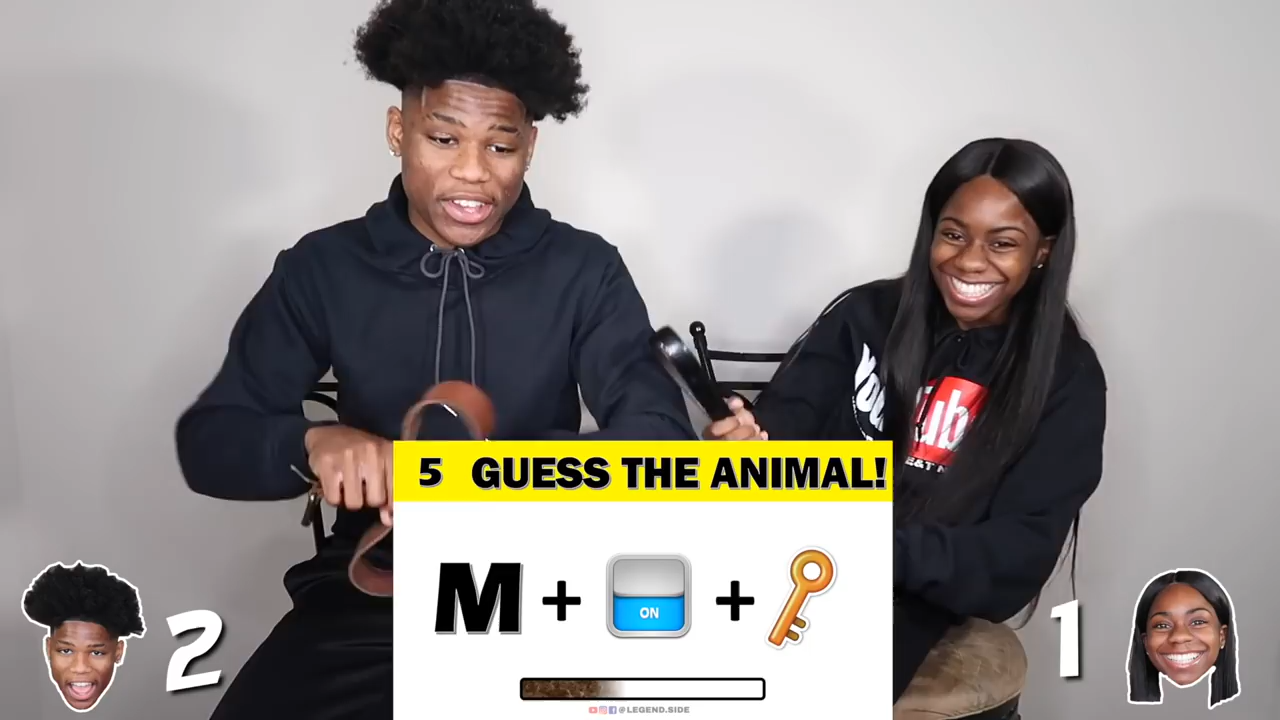 5 GUESS THE ANIMAL!
M + ON +
@LEGEND.SIDE
2
1